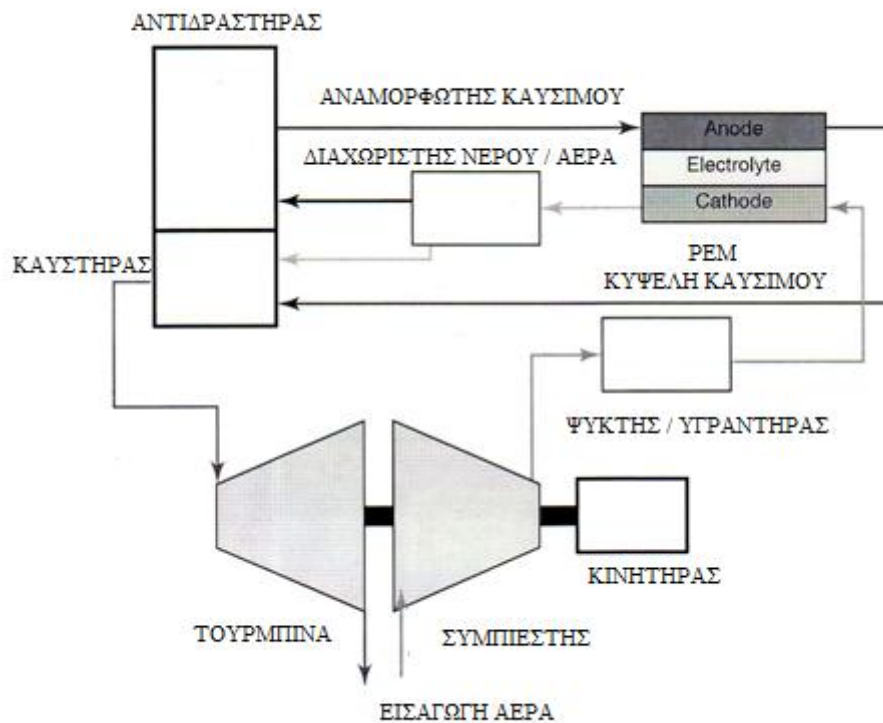 ΑΝΤΙΔΡΑΣΤΗΡΑΣ
ΑΝΑΜΟΡΦΩΤΗΣ ΚΑΥΣΙΜΟΥ
Anode
ΔΙΑΧΩΡΙΣΤΗΣ ΝΕΡΟΥ / ΑΕΡΑ
Electrolyte
Cathode
ΚΑΥΣΤΗΡΑΣ
PEM
ΚΥΨΕΛΗ ΚΑΥΣΙΜΟΥ
ΨΥΚΤΗΣ / ΥΓΡΑΝΤΗΡΑΣ
ΚΙΝΗΤΗΡΑΣ
ΤΟΥΡΜΠΙΝΑ
ΣΥΜΠΙΕΣΤΗΣ
ΕΙΣΑΓΩΓΗ ΑΕΡΑ